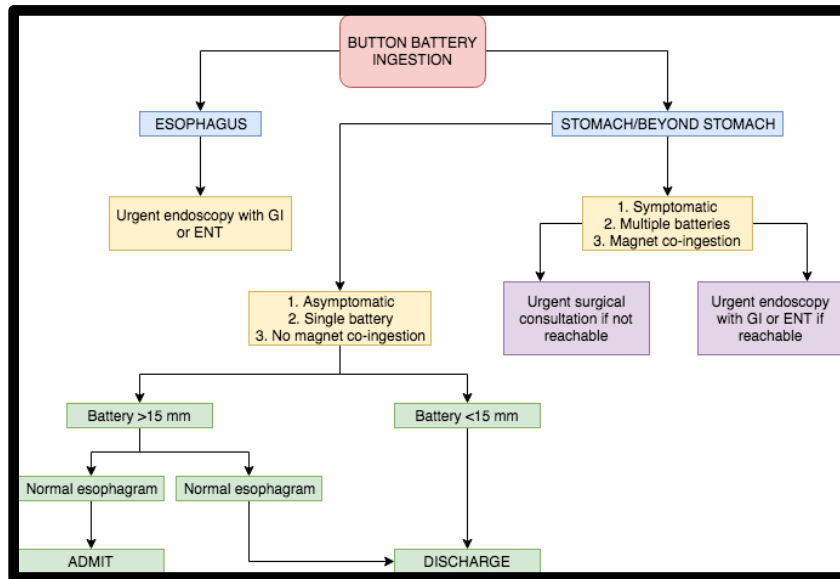 BUTTON BATTERY
INGESTION
ESOPHAGUS
STOMACH/BEYOND STOMACH
Urgent endoscopy with GI
or ENT
1. Symptomatic
2. Multiple batteries
3. Magnet co-ingestion
1. Asymptomatic
2. Single battery
3. No magnet co-ingestion
Urgent surgical
consultation if not
reachable
Urgent endoscopy
with GI or ENT if
reachable
Battery >15 mm
Battery <15 mm
Normal esophagram
Normal esophagram
ADMIT
DISCHARGE